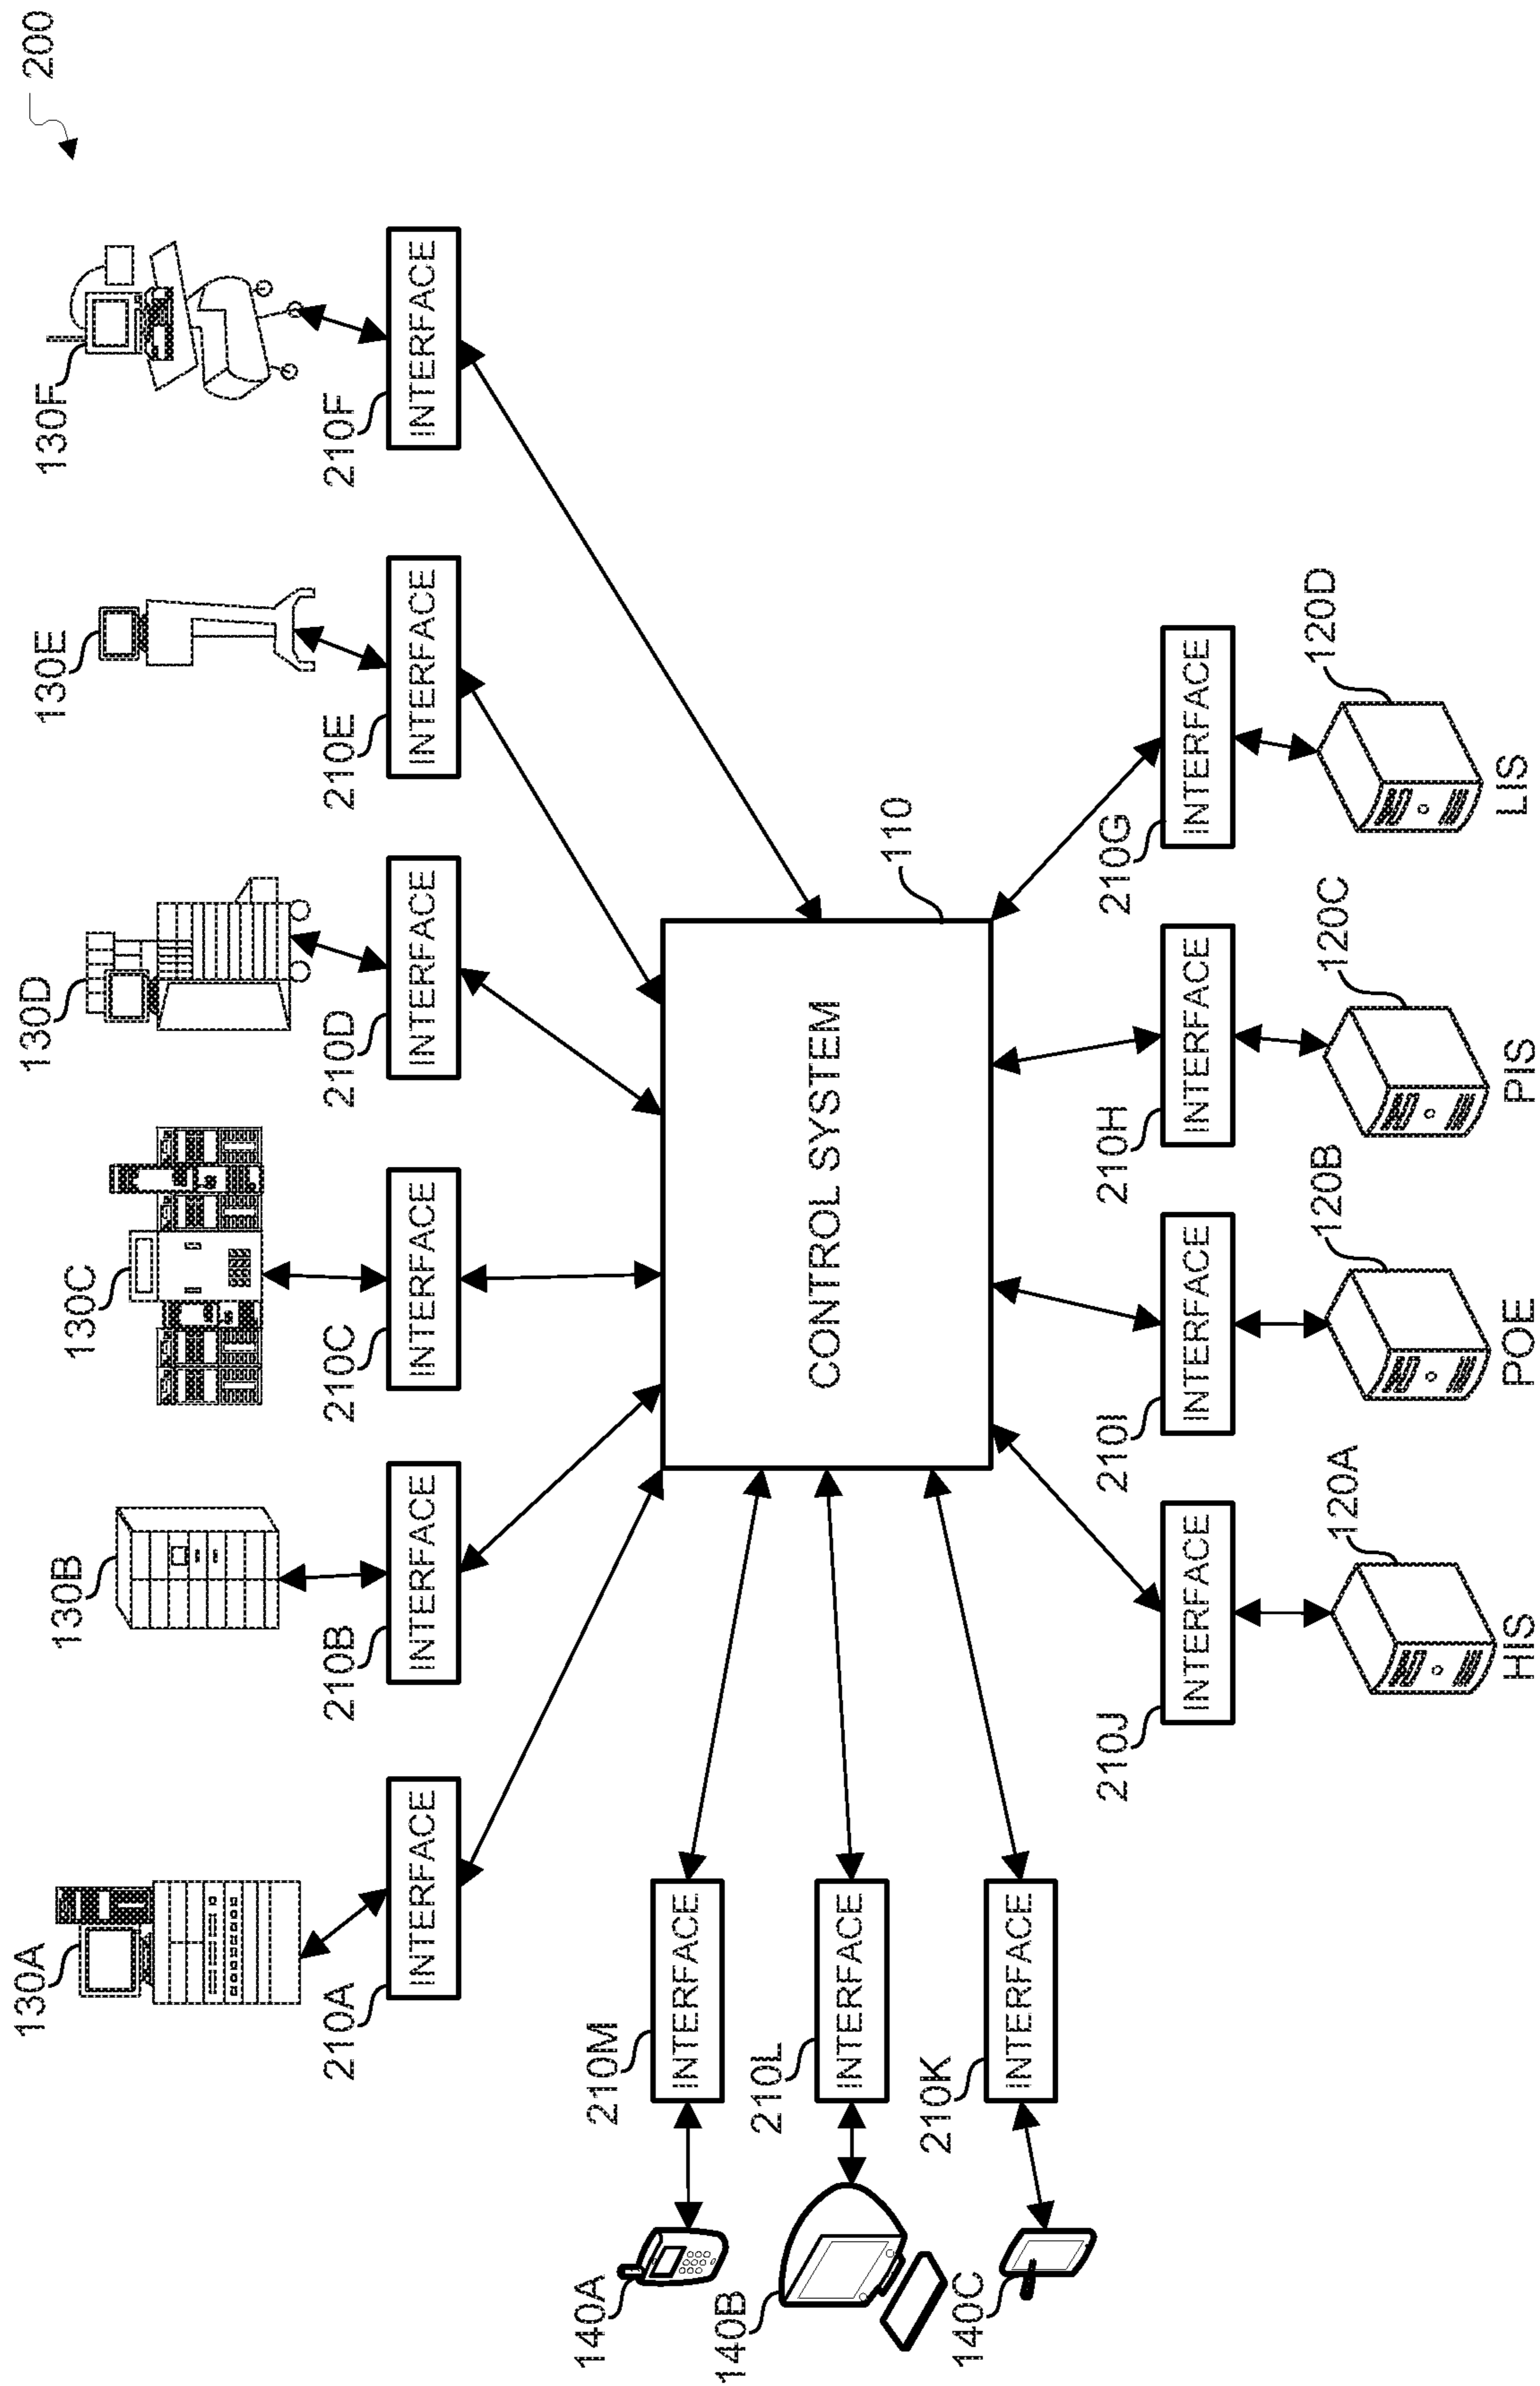 200
130A
130B
130C
130D
130E
130F
210A
INTERFACE
210B
INTERFACE
210C
INTERFACE
210D
INTERFACE
210E
INTERFACE
210F
INTERFACE
140A
210M
INTERFACE
140B
210L
INTERFACE
140C
210K
INTERFACE
CONTROL SYSTEM
110
210J
INTERFACE
210I
INTERFACE
210H
INTERFACE
210G
INTERFACE
120A
120B
120C
120D
HIS
POE
PIS
LIS